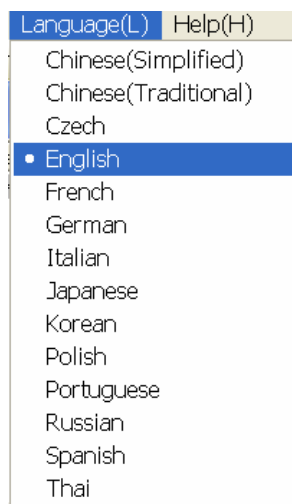 Language(L) Help(H)
Chinese(Simplified)
Chinese(Traditional)
Czech
English
French
German
Italian
Japanese
Korean
Polish
Portuguese
Russian
Spanish
Thai